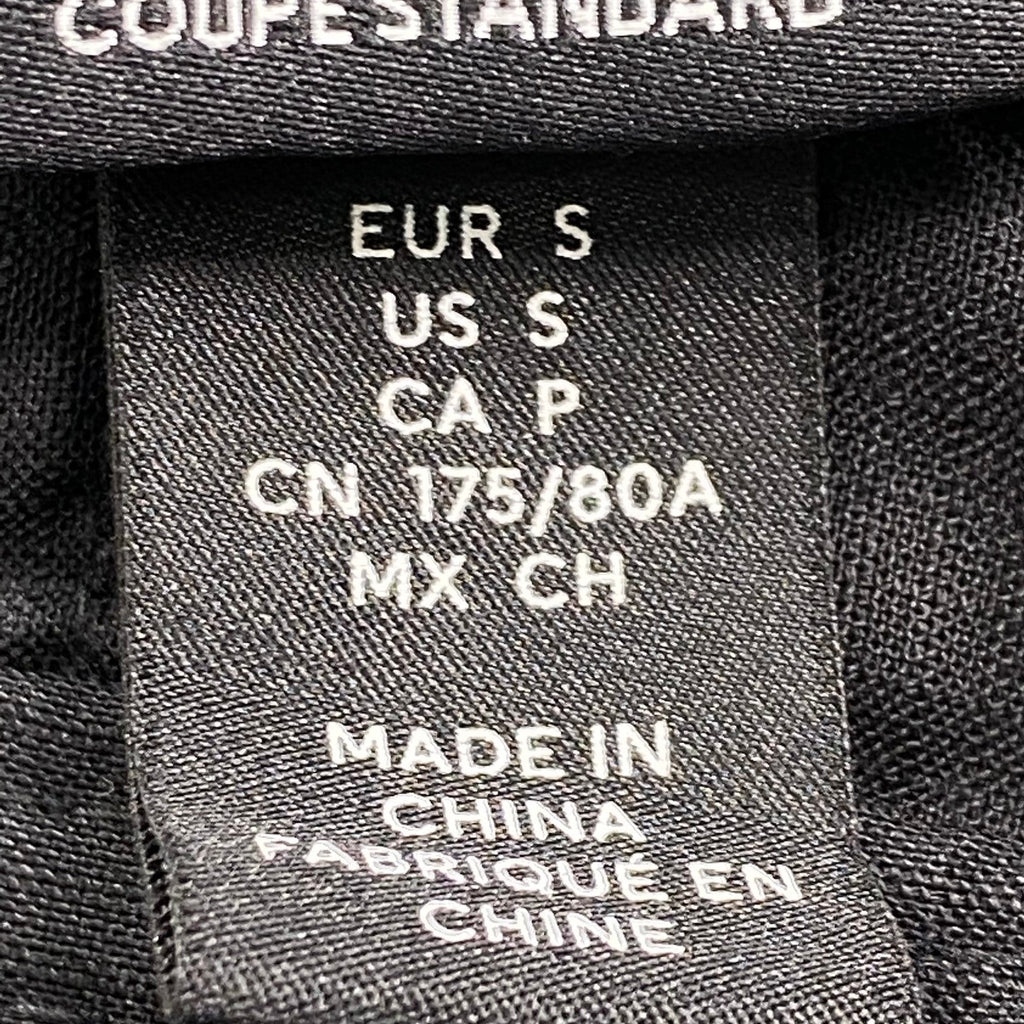 COUPE STANDARD
EUR S
US S
CA P
CN 175/80A
MX CH
MADE IN
CHINA
FABRIQUÉ EN
CHINE